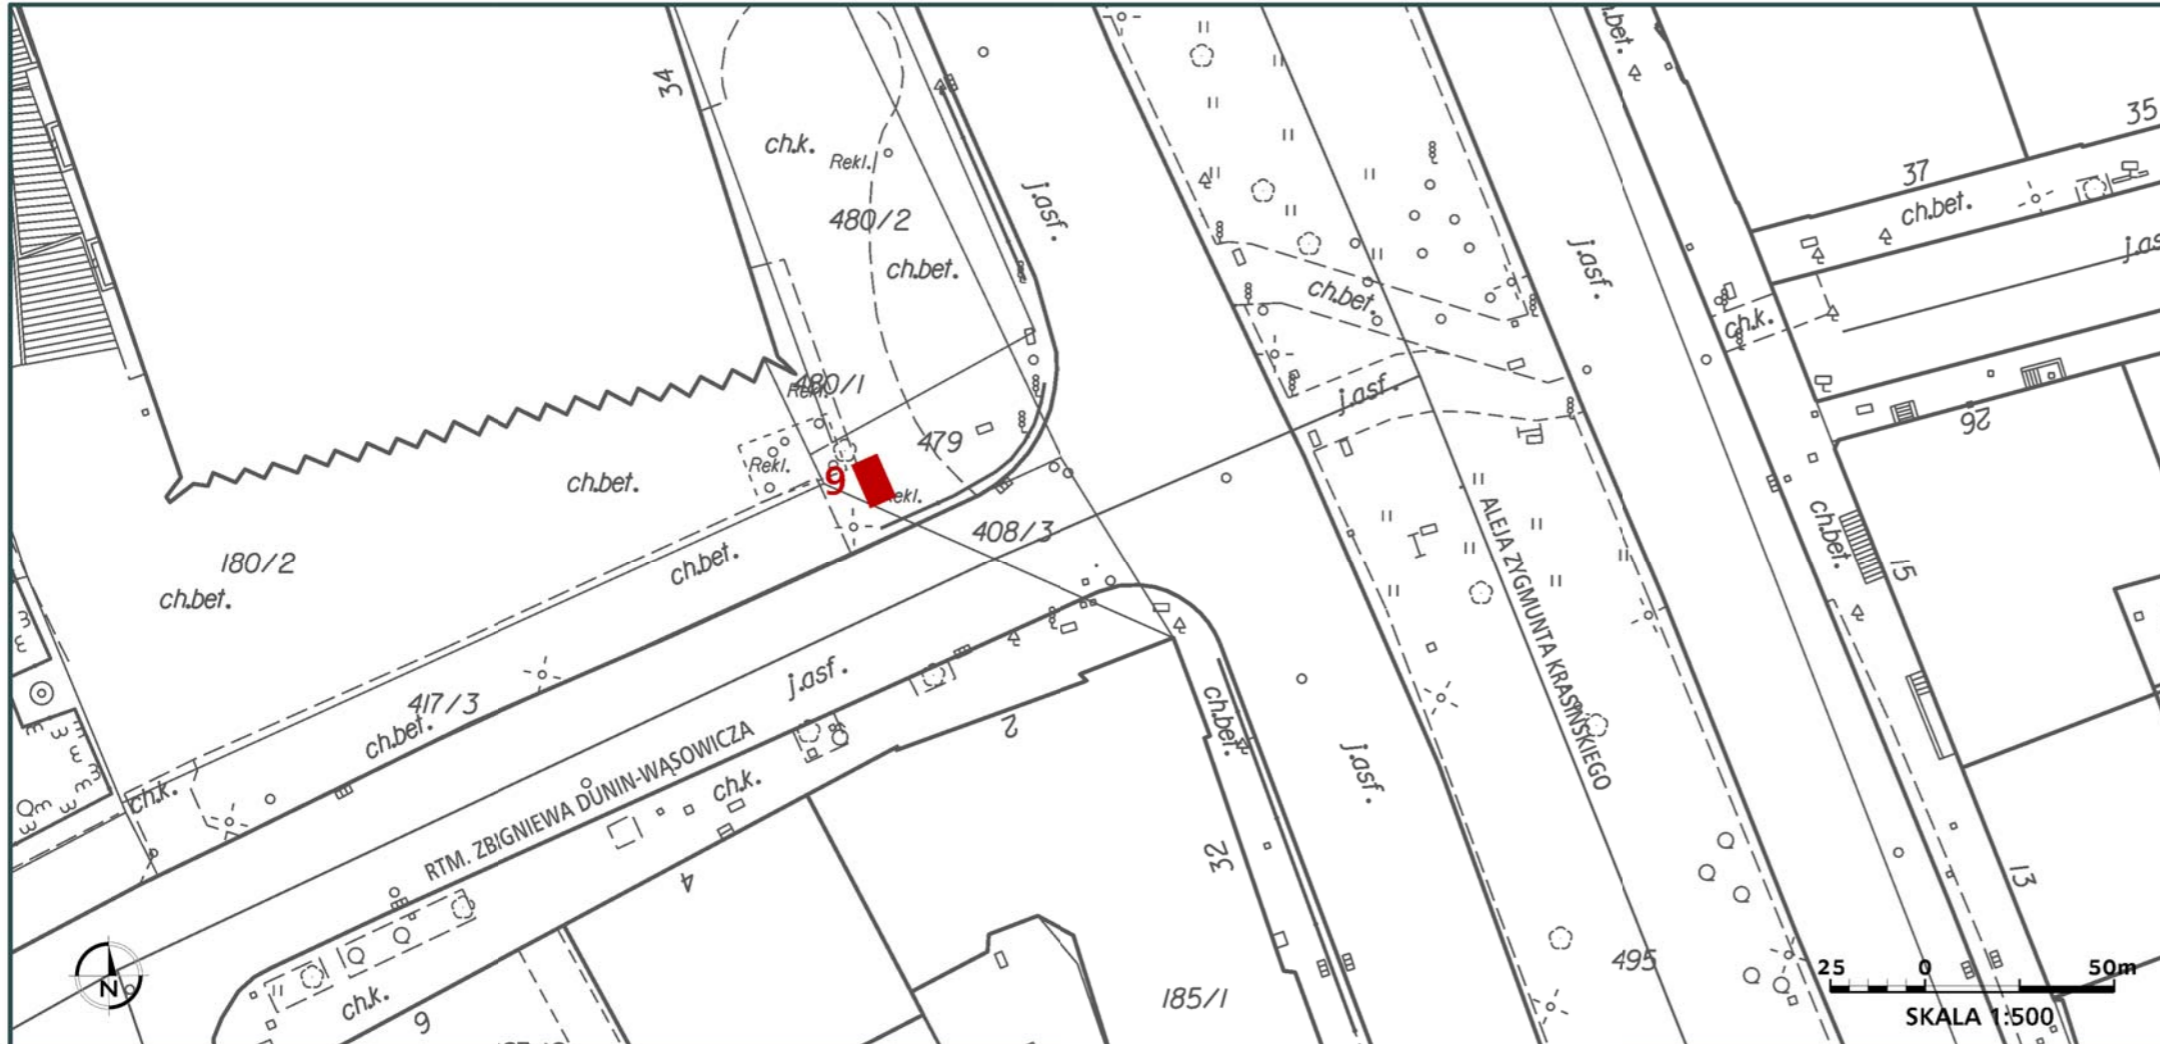 ch.bet.
34
35
ch.k.
Rekl.
37
480/2
j.asf.
ch.bet.
ch.bet.
j.asf.
ch.bet.
ch.k.
480/1
Rekl.
j.asf.
26
479
Rekl.
9
ch.bet.
ekl.
408/3
ALEJA ZYGMUNTA KRASIŃSKIEGO
ch.bet.
15
180/2
ch.bet.
ch.bet.
j.asf.
417/3
ch.bet.
2
ch.bet.
j.asf.
RTM. ZBIGNIEWA DUNIN-WĄSOWICZA
ch.k.
ch.k.
4
32
13
495
25 0 50m
SKALA 1:500
N
185/1
ch.k.
9